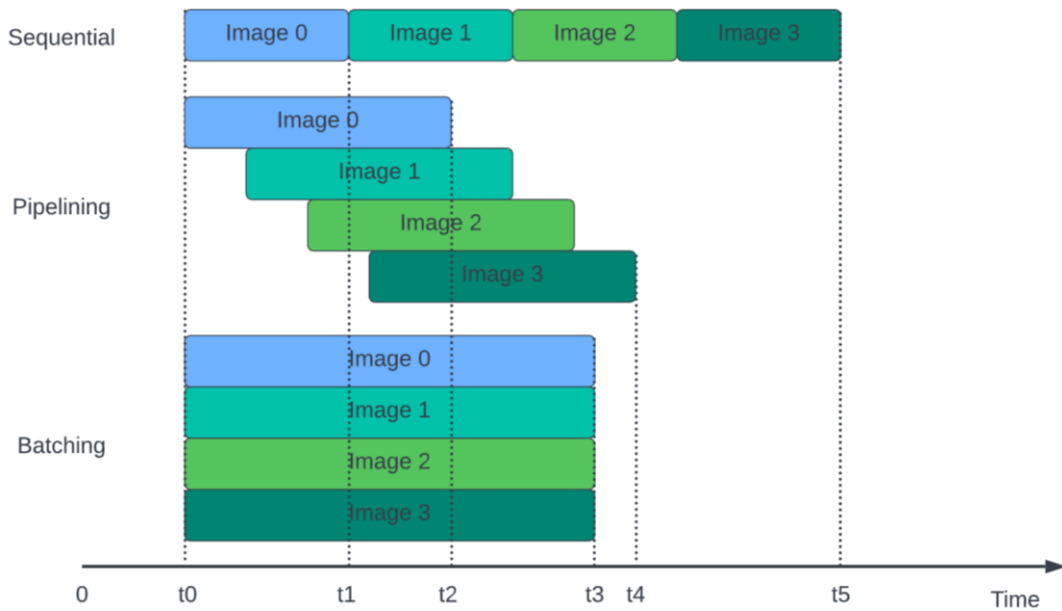 Sequential
Image 0 Image 1 Image 2 Image 3
Pipelining
Image 0
Image 1
Image 2
Image 3
Batching
Image 0
Image 1
Image 2
Image 3
0 t0 t1 t2 t3 t4 t5 Time